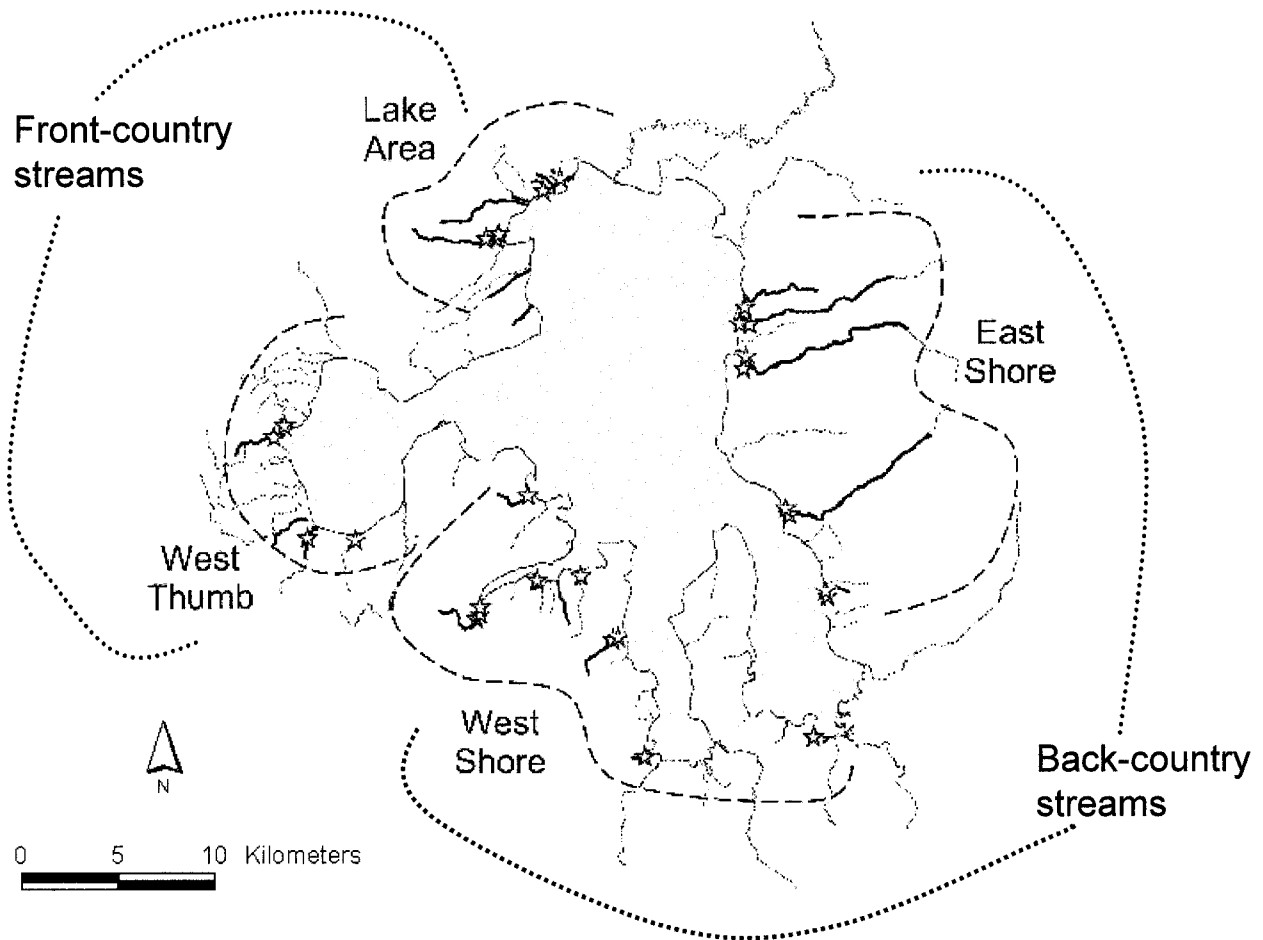 Lake
Area
Front-country
streams
East
Shore
West
Thumb
West
Shore
Back-country
streams
N
0 5 10 Kilometers